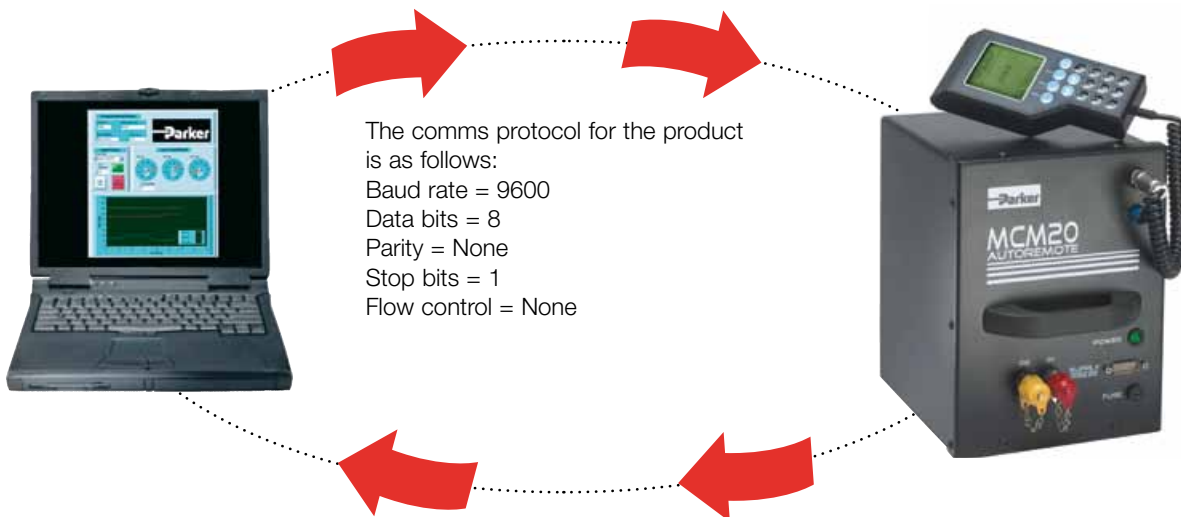 The comms protocol for the product
is as follows:
Baud rate = 9600
Data bits = 8
Parity = None
Stop bits = 1
Flow control = None
Parker
Parker
MCM20
AUTOREMOTE
POWER
FUSE